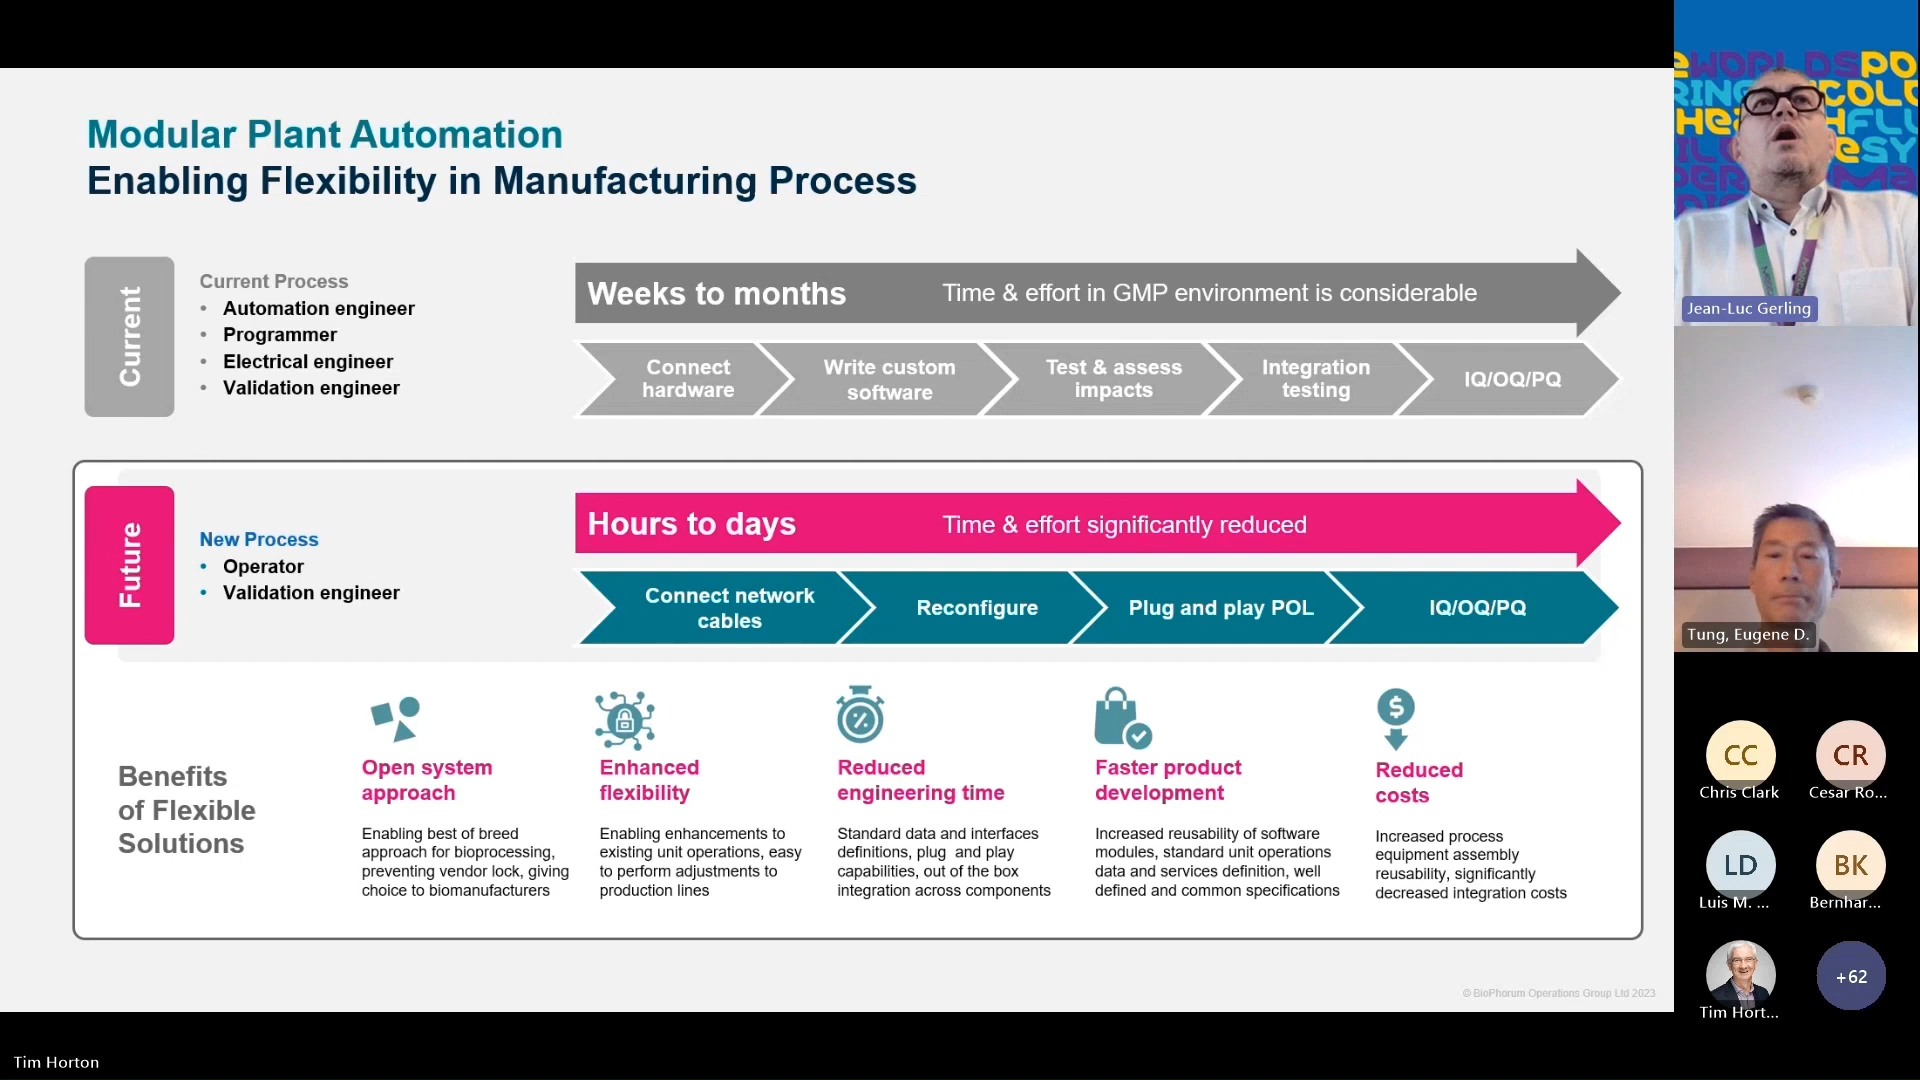 Modular Plant Automation
Enabling Flexibility in Manufacturing Process
Current
Current Process
• Automation engineer
• Programmer
• Electrical engineer
• Validation engineer
Weeks to months
Time & effort in GMP environment is considerable
Connect
hardware
Write custom
software
Test & assess
impacts
Integration
testing
IQ/OQ/PQ
Future
New Process
• Operator
• Validation engineer
Hours to days
Time & effort significantly reduced
Connect network
cables
Reconfigure
Plug and play POL
IQ/OQ/PQ
Benefits
of Flexible
Solutions
Open system
approach
Enabling best of breed
approach for bioprocessing,
preventing vendor lock, giving
choice to biomanufacturers
Enhanced
flexibility
Enabling enhancements to
existing unit operations, easy
to perform adjustments to
production lines
Reduced
engineering time
Standard data and interfaces
definitions, plug and play
capabilities, out of the box
integration across components
Faster product
development
Increased reusability of software
modules, standard unit operations
data and services definition, well
defined and common specifications
$
Reduced
costs
Increased process
equipment assembly
reusability, significantly
decreased integration costs
© BioPhorum Operations Group Ltd 2023
Tim Horton
Jean-Luc Gerling
Tung, Eugene D.
CC
Chris Clark
CR
Cesar Ro...
LD
Luis M. ...
BK
Bernhar...
Tim Hort...
+62